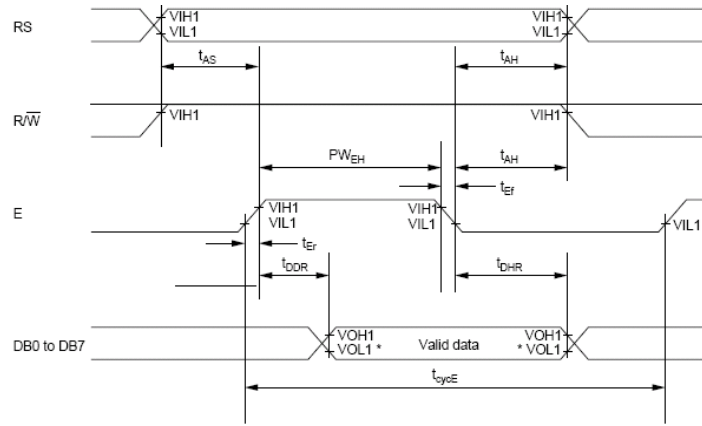 RS
VIH1
VIL1
VIH1
VIL1
tAS
tAH
R/W̅
VIH1
VIH1
PWEH
tAH
tEf
E
VIH1
VIL1
VIH1
VIL1
VIL1
tEr
tDDR
tDHR
DB0 to DB7
VOH1
VOL1 *
Valid data
VOH1
* VOL1
tcycE